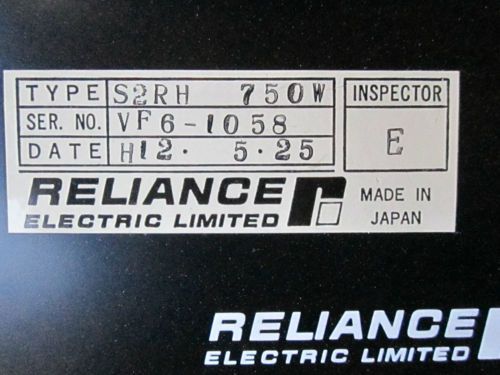 TYPE S2RH 750W
SER. NO. VF6-1058
DATE H12. 5.25
INSPECTOR
E
RELIANCE
ELECTRIC LIMITED
MADE IN
JAPAN
RELIANCE
ELECTRIC LIMITED